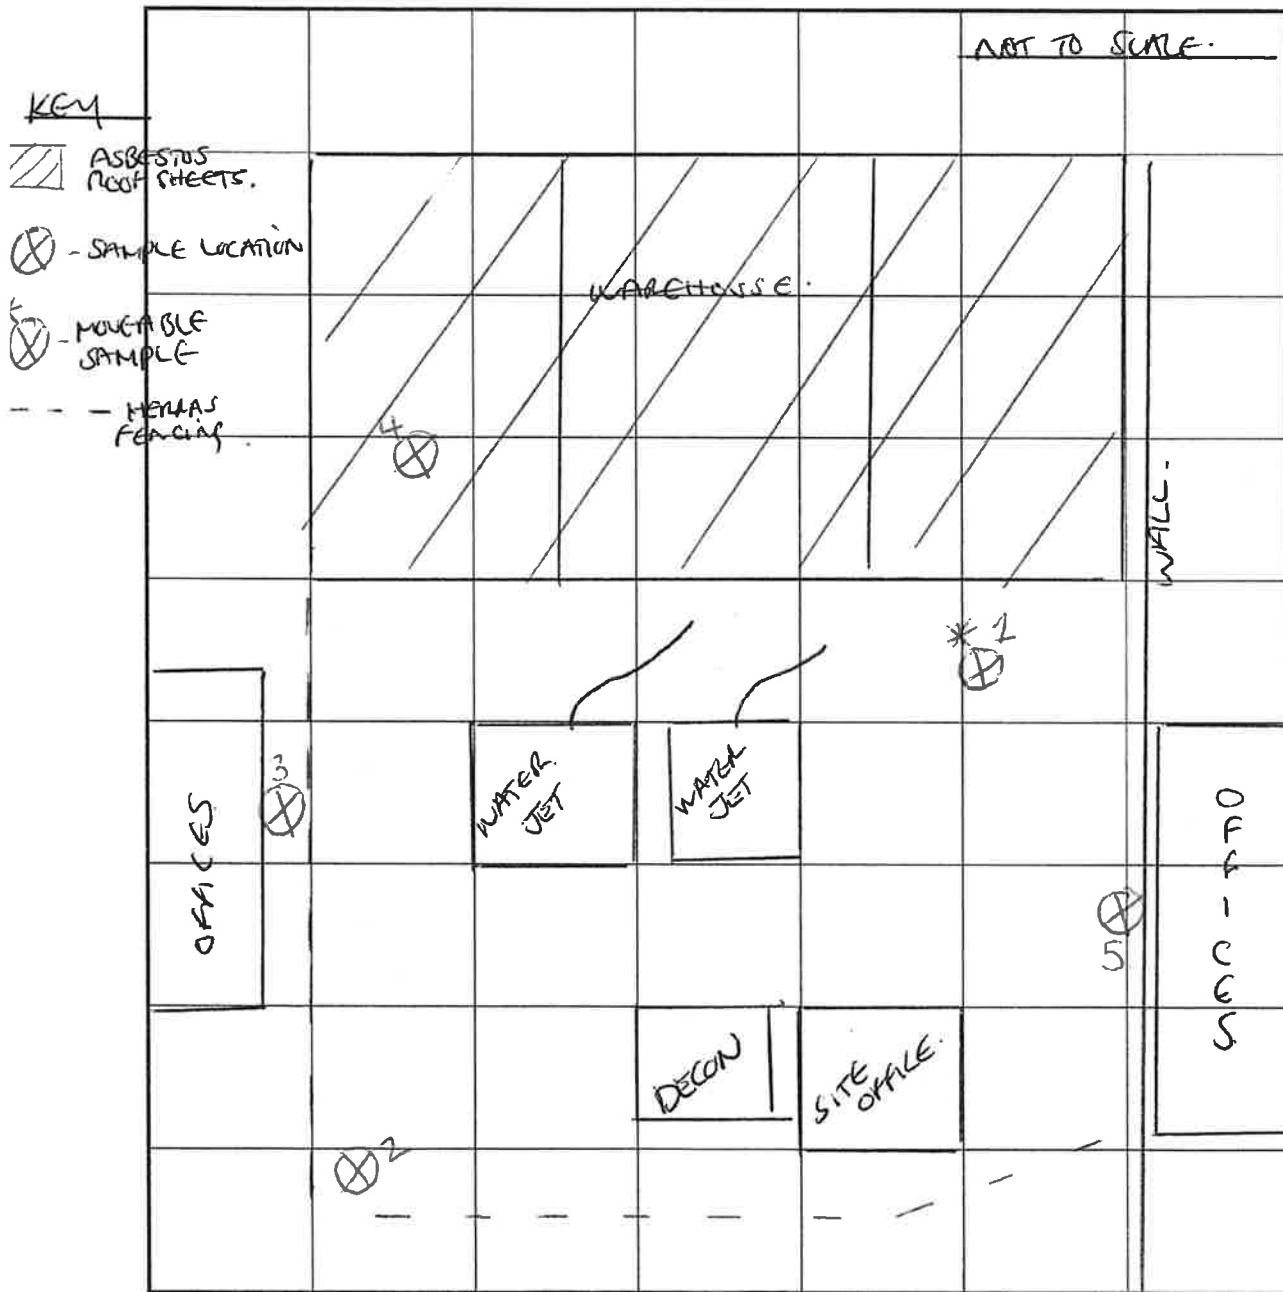 NOT TO SCALE.
KEY
ASBESTOS
ROOF SHEETS.
- SAMPLE LOCATION
* - MOVEABLE
SAMPLE
- - - HERAS
FENCING.
WAREHOUSE.
4
WALL.
* 1
WATER
JET
WATER
JET
3
OFFICES
OFFICES
5
DECON
SITE
OFFICE.
2